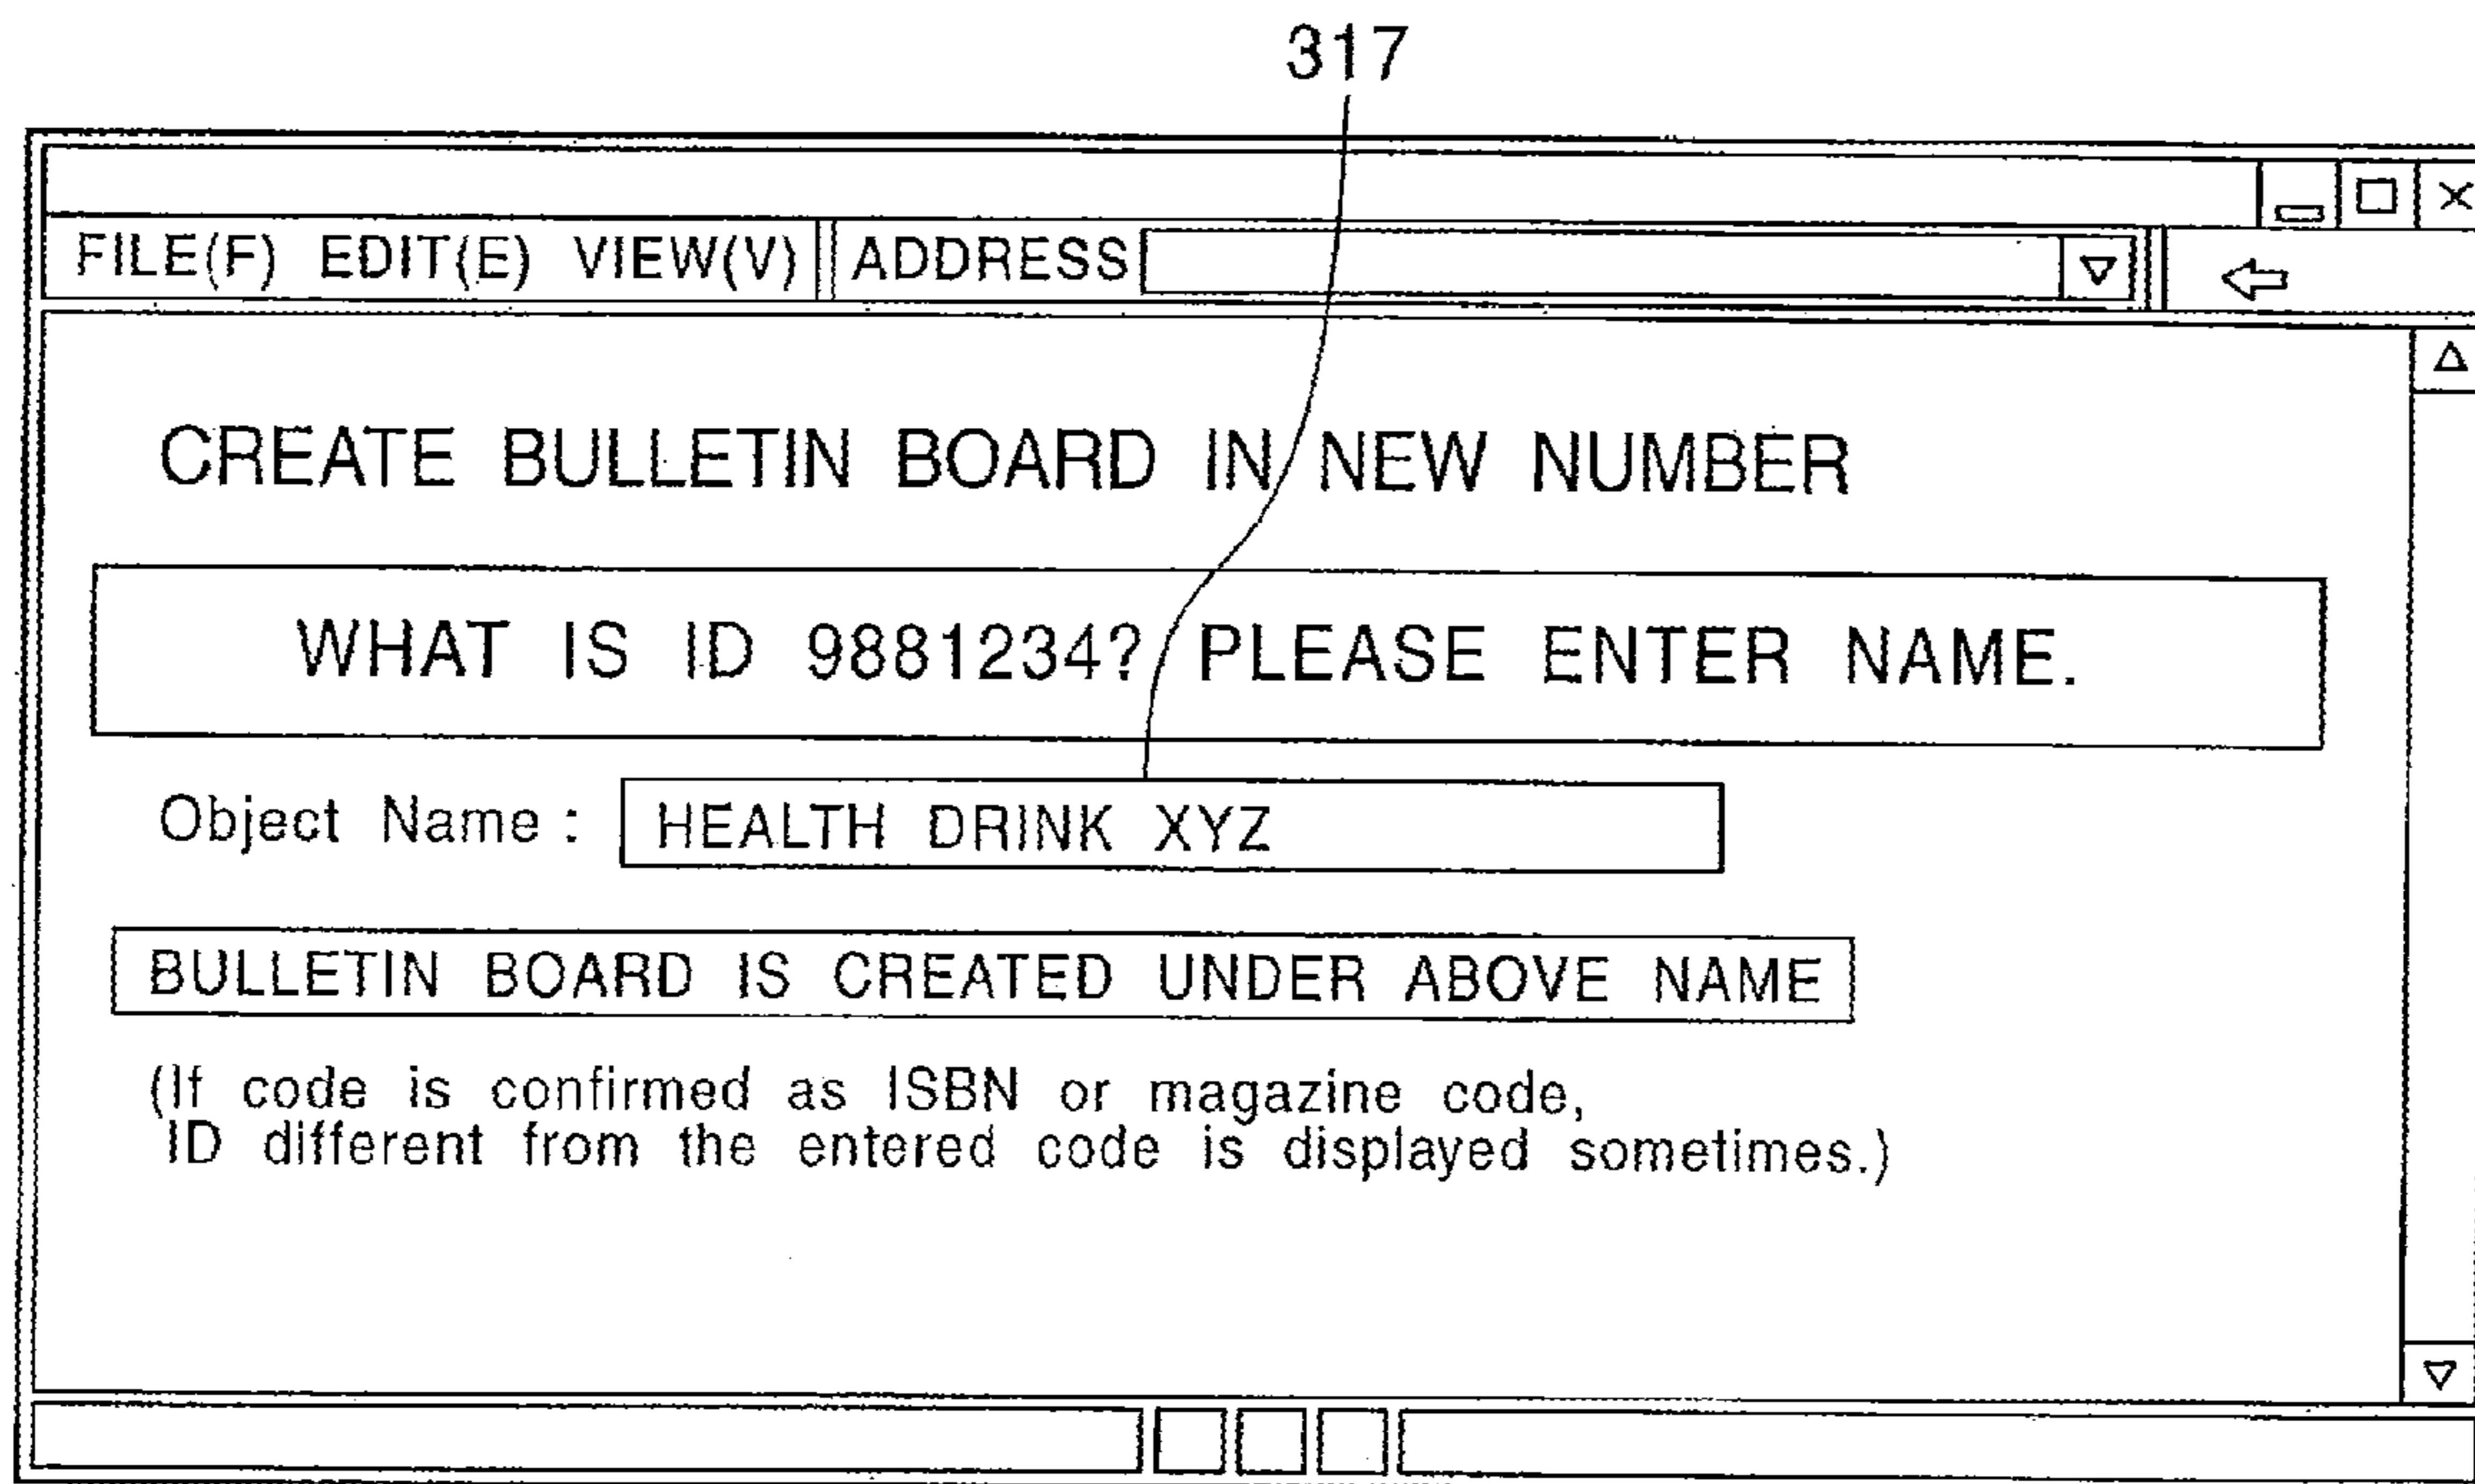 317
FILE(F) EDIT(E) VIEW(V) ADDRESS
CREATE BULLETIN BOARD IN NEW NUMBER
WHAT IS ID 9881234? PLEASE ENTER NAME.
Object Name : HEALTH DRINK XYZ
BULLETIN BOARD IS CREATED UNDER ABOVE NAME
(If code is confirmed as ISBN or magazine code,
ID different from the entered code is displayed sometimes.)